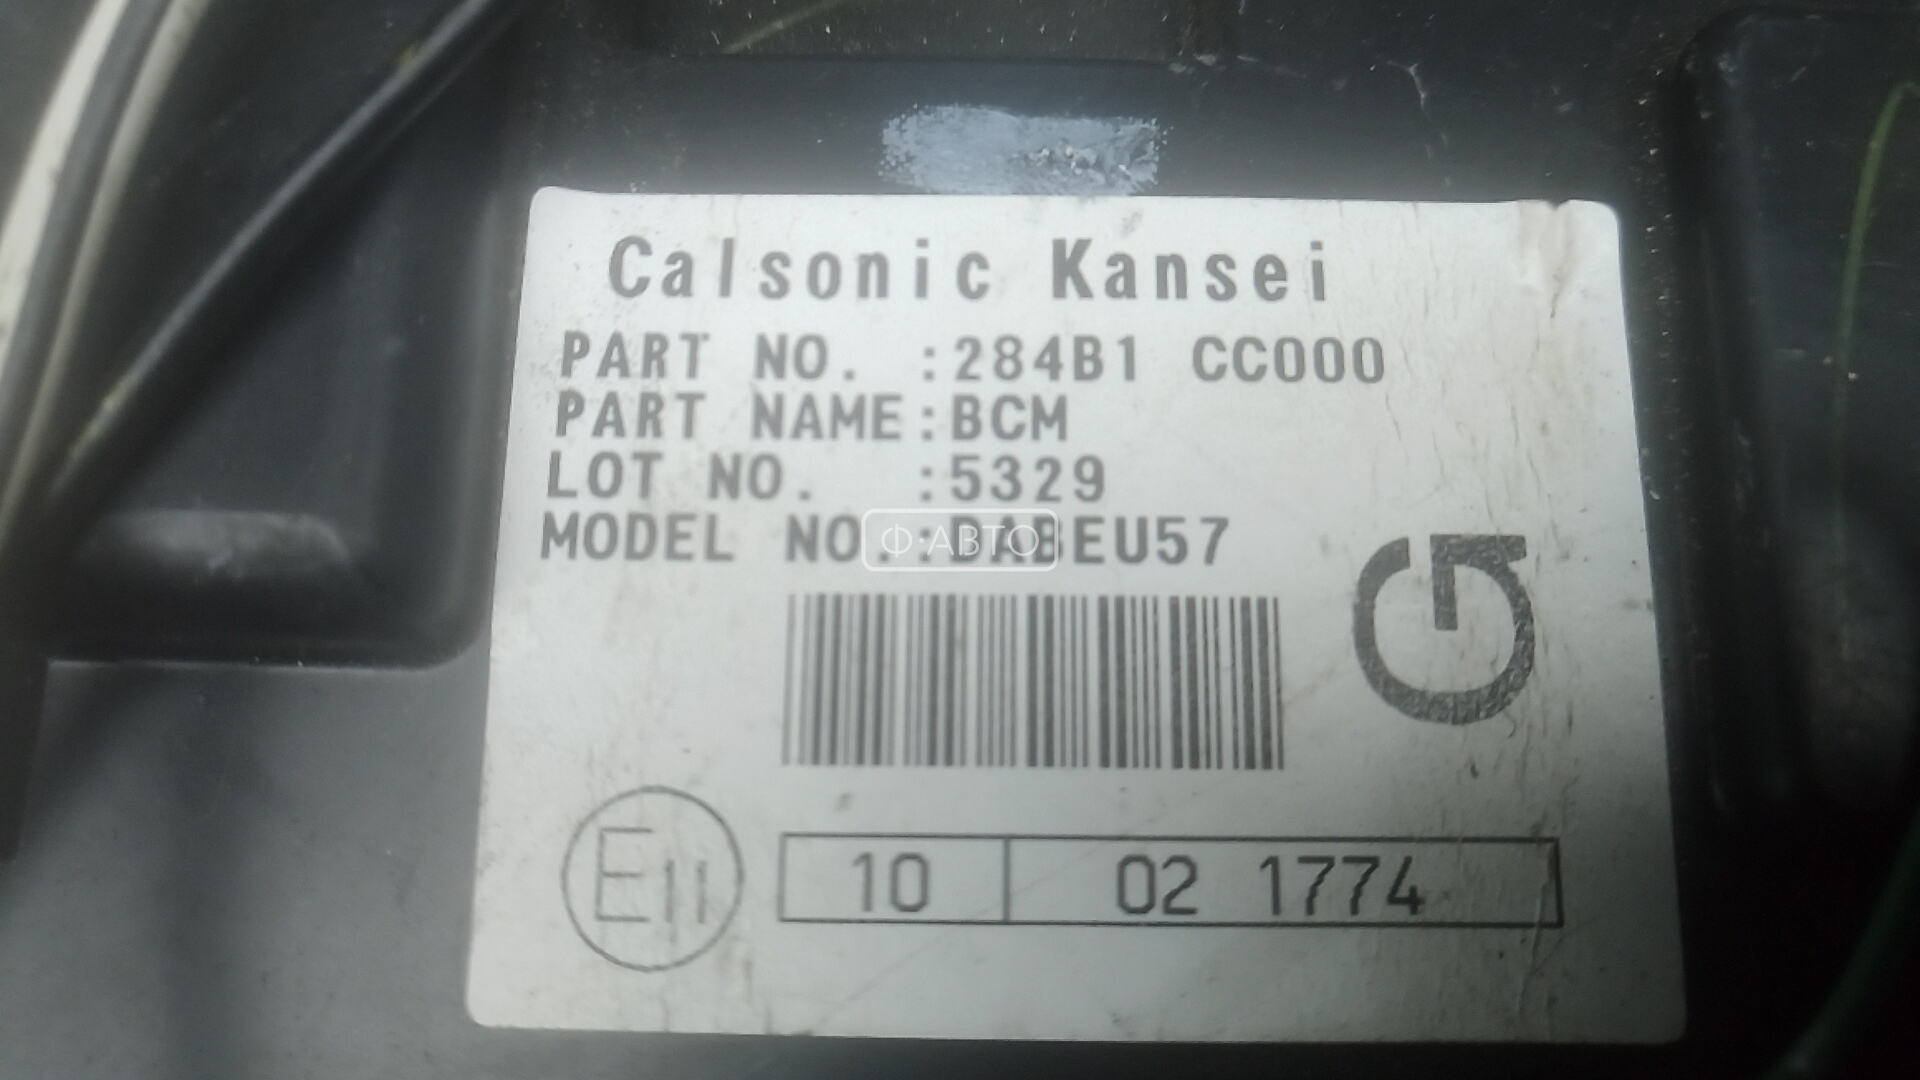 Calsonic Kansei
PART NO. :284B1 CC000
PART NAME:BCM
LOT NO. :5329
MODEL NO.:DABEU57
Ф·АВТО
G
E11
10 02 1774